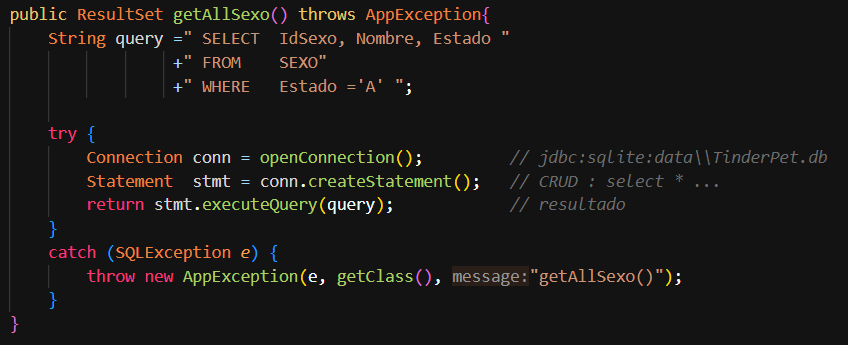 public ResultSet getAllSexo() throws AppException{
    String query =" SELECT  IdSexo, Nombre, Estado "
                 +" FROM    SEXO"
                 +" WHERE   Estado ='A' ";
    try {
        Connection conn = openConnection();         // jdbc:sqlite:data\\TinderPet.db
        Statement  stmt = conn.createStatement();   // CRUD : select * ...
        return stmt.executeQuery(query);            // resultado
    }
    catch (SQLException e) {
        throw new AppException(e, getClass(), message:"getAllSexo()");
    }
}